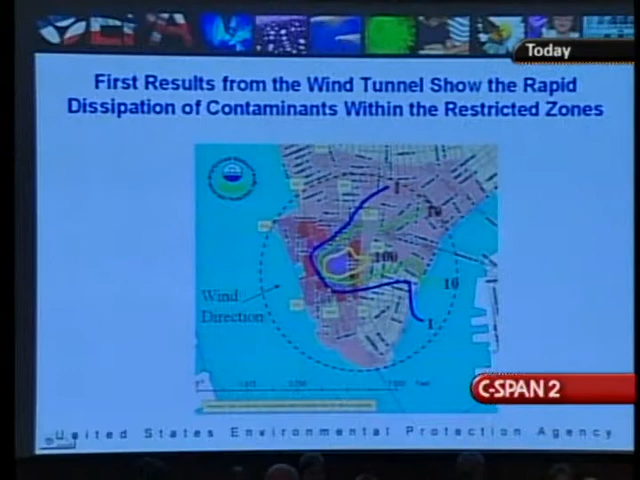 EPA
Today
First Results from the Wind Tunnel Show the Rapid
Dissipation of Contaminants Within the Restricted Zones
1
10
100
10
Wind
Direction
1
C-SPAN 2
United States Environmental Protection Agency